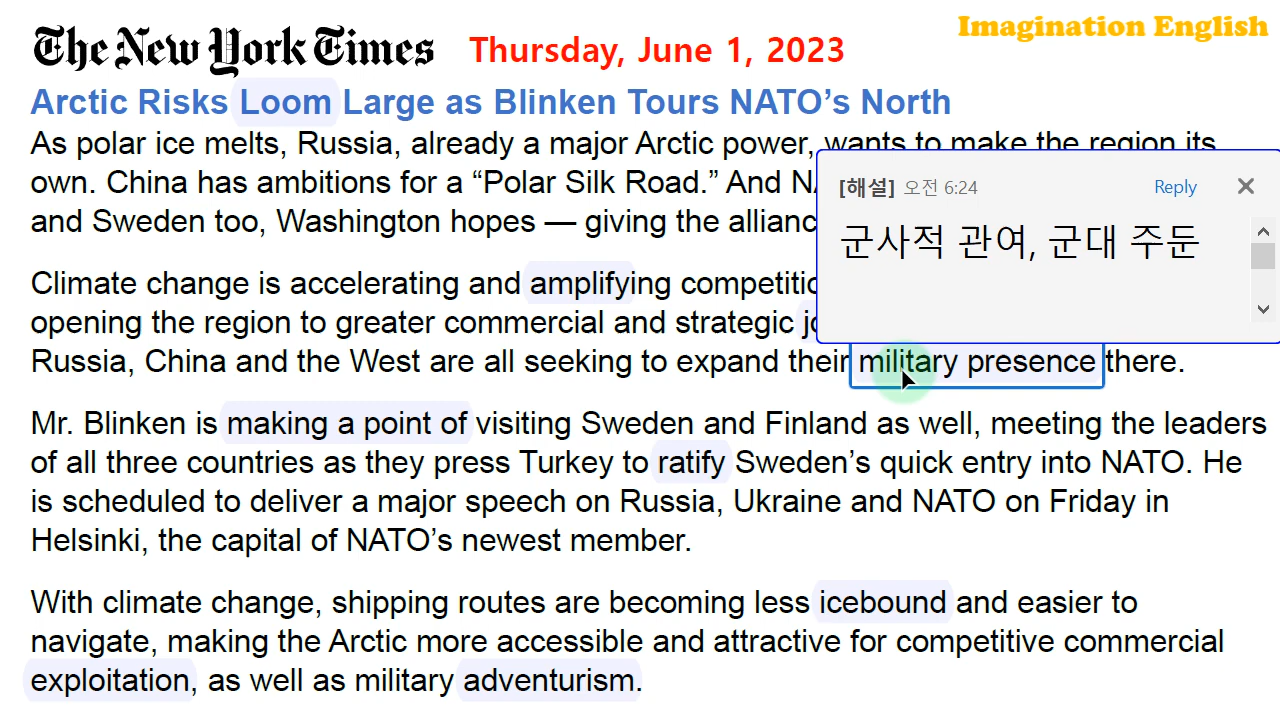 The New York Times Thursday, June 1, 2023 Imagination English
Arctic Risks Loom Large as Blinken Tours NATO’s North
As polar ice melts, Russia, already a major Arctic power, wants to make the region its
own. China has ambitions for a “Polar Silk Road.” And
and Sweden too, Washington hopes — giving the
[해설] 오전 6:24 Reply
군사적 관여, 군대 주둔
Climate change is accelerating and amplifying
opening the region to greater commercial and strategic
Russia, China and the West are all seeking to expand their military presence there.
Mr. Blinken is making a point of visiting Sweden and Finland as well, meeting the leaders
of all three countries as they press Turkey to ratify Sweden’s quick entry into NATO. He
is scheduled to deliver a major speech on Russia, Ukraine and NATO on Friday in
Helsinki, the capital of NATO’s newest member.
With climate change, shipping routes are becoming less icebound and easier to
navigate, making the Arctic more accessible and attractive for competitive commercial
exploitation, as well as military adventurism.